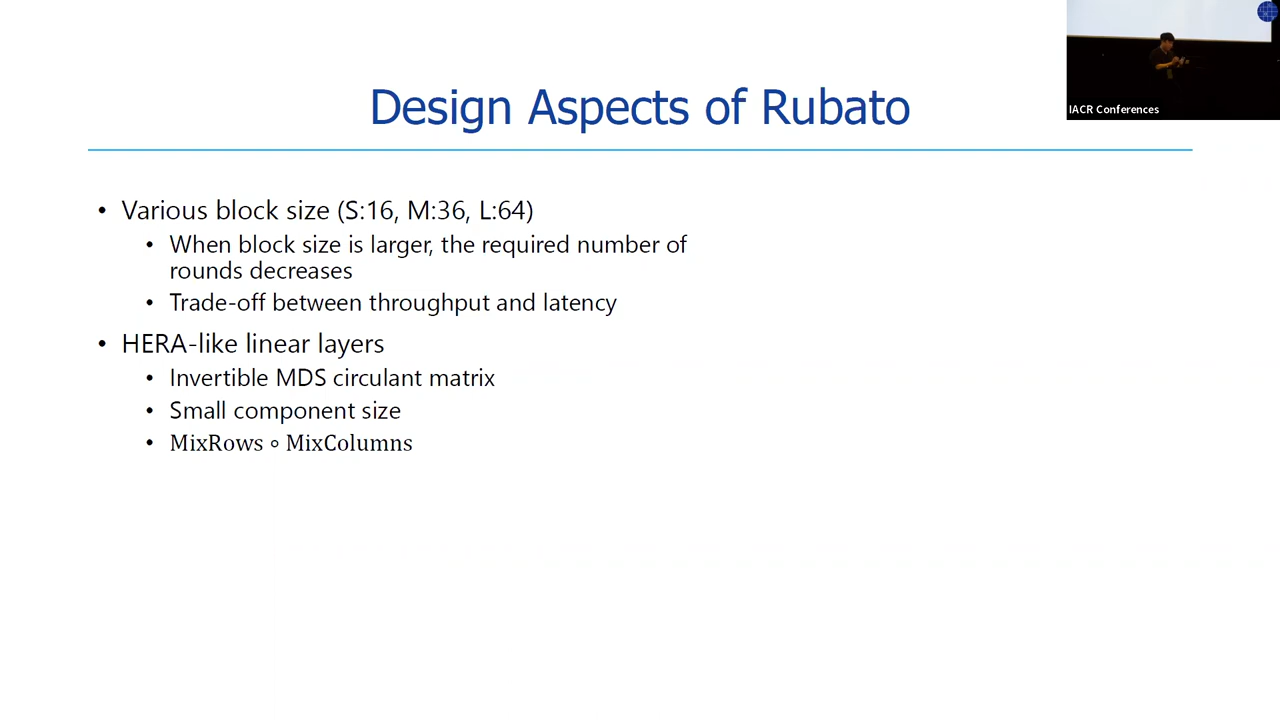 IACR Conferences
Design Aspects of Rubato
• Various block size (S:16, M:36, L:64)
• When block size is larger, the required number of
rounds decreases
• Trade-off between throughput and latency
• HERA-like linear layers
• Invertible MDS circulant matrix
• Small component size
• MixRows ∘ MixColumns